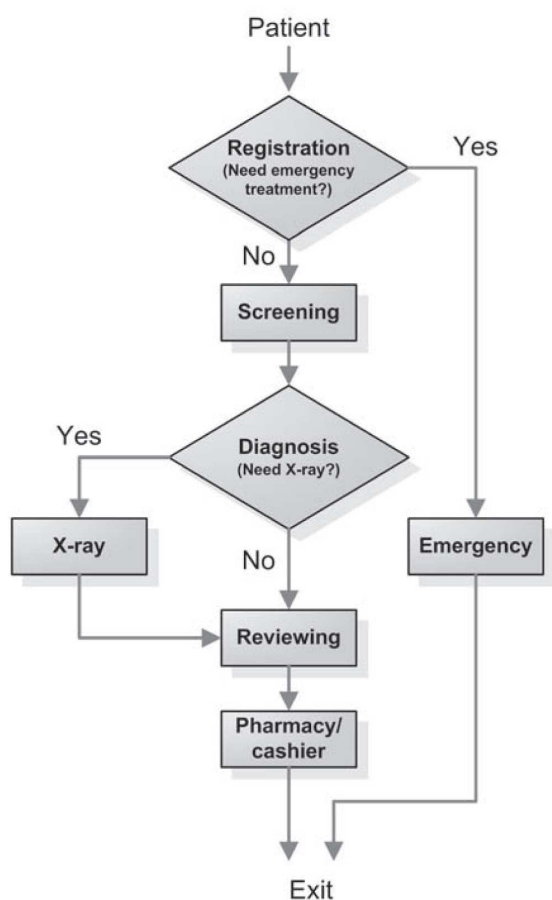 Patient
Registration
(Need emergency
treatment?)
Yes
No
Screening
Diagnosis
(Need X-ray?)
Yes
X-ray
No
Emergency
Reviewing
Pharmacy/
cashier
Exit